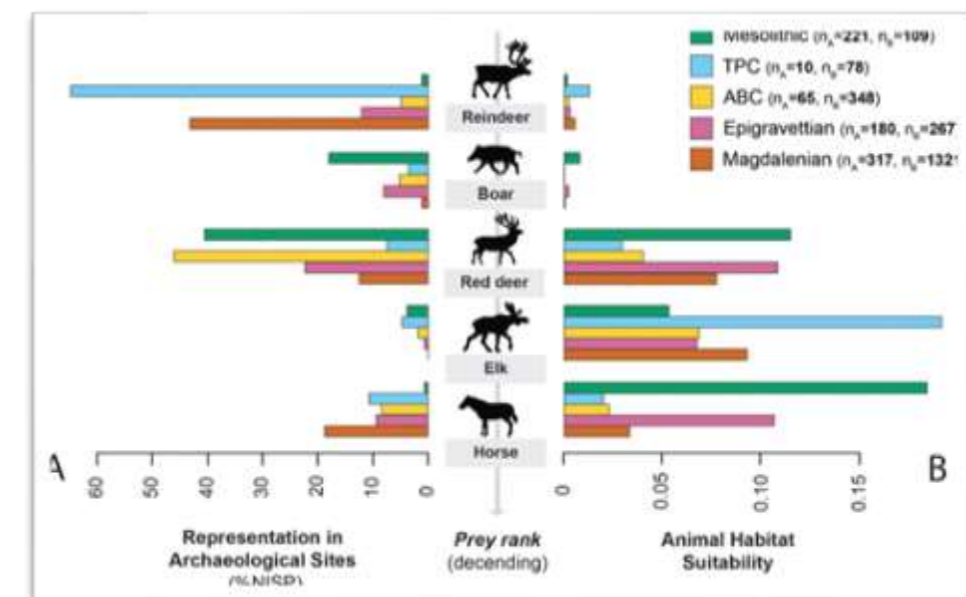 Mesolithic (nA=221, nB=109)
TPC (nA=10, nB=78)
ABC (nA=65, nB=348)
Epigravettian (nA=180, nB=267
Magdalenian (nA=317, nB=132
Reindeer
Boar
Red deer
Elk
Horse
A
60 50 40 30 20 10 0
0 0.05 0.10 0.15
B
Representation in
Archaeological Sites
(%NISP)
Prey rank
(decending)
Animal Habitat
Suitability